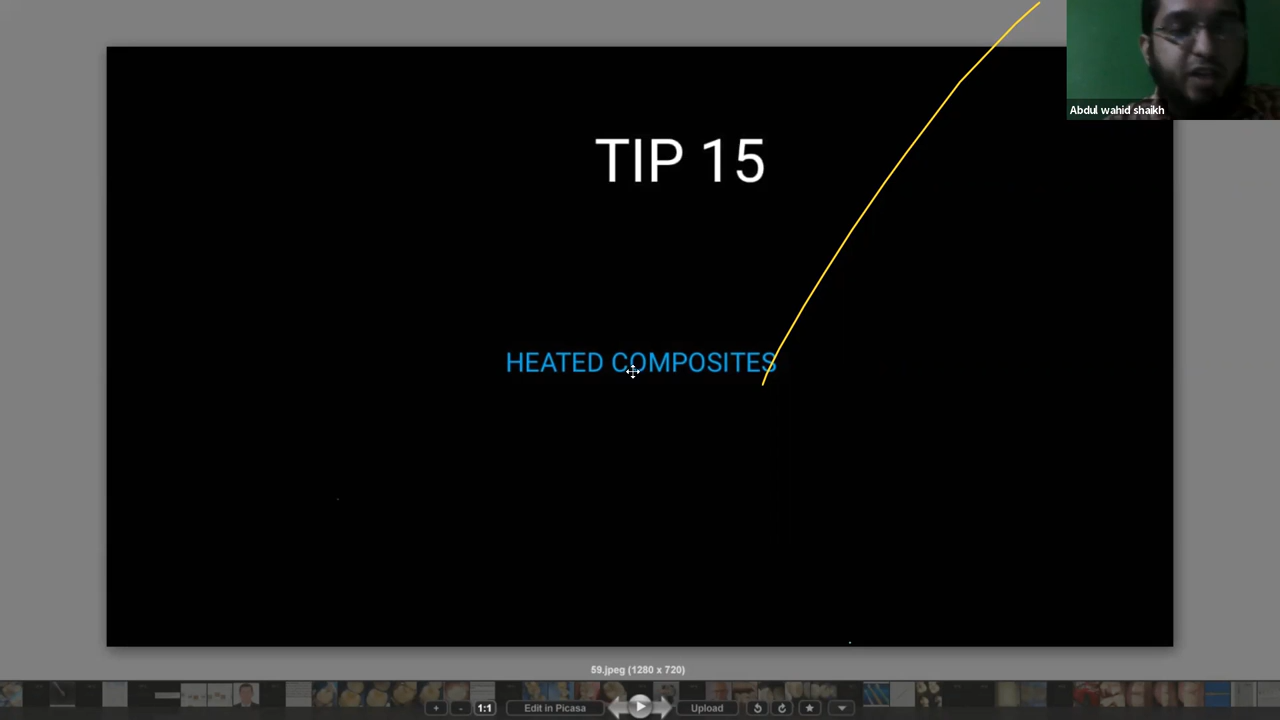 Abdul wahid shaikh
TIP 15
HEATED COMPOSITES
59.jpeg (1280 x 720)
+ - 1:1 Edit in Picasa Upload